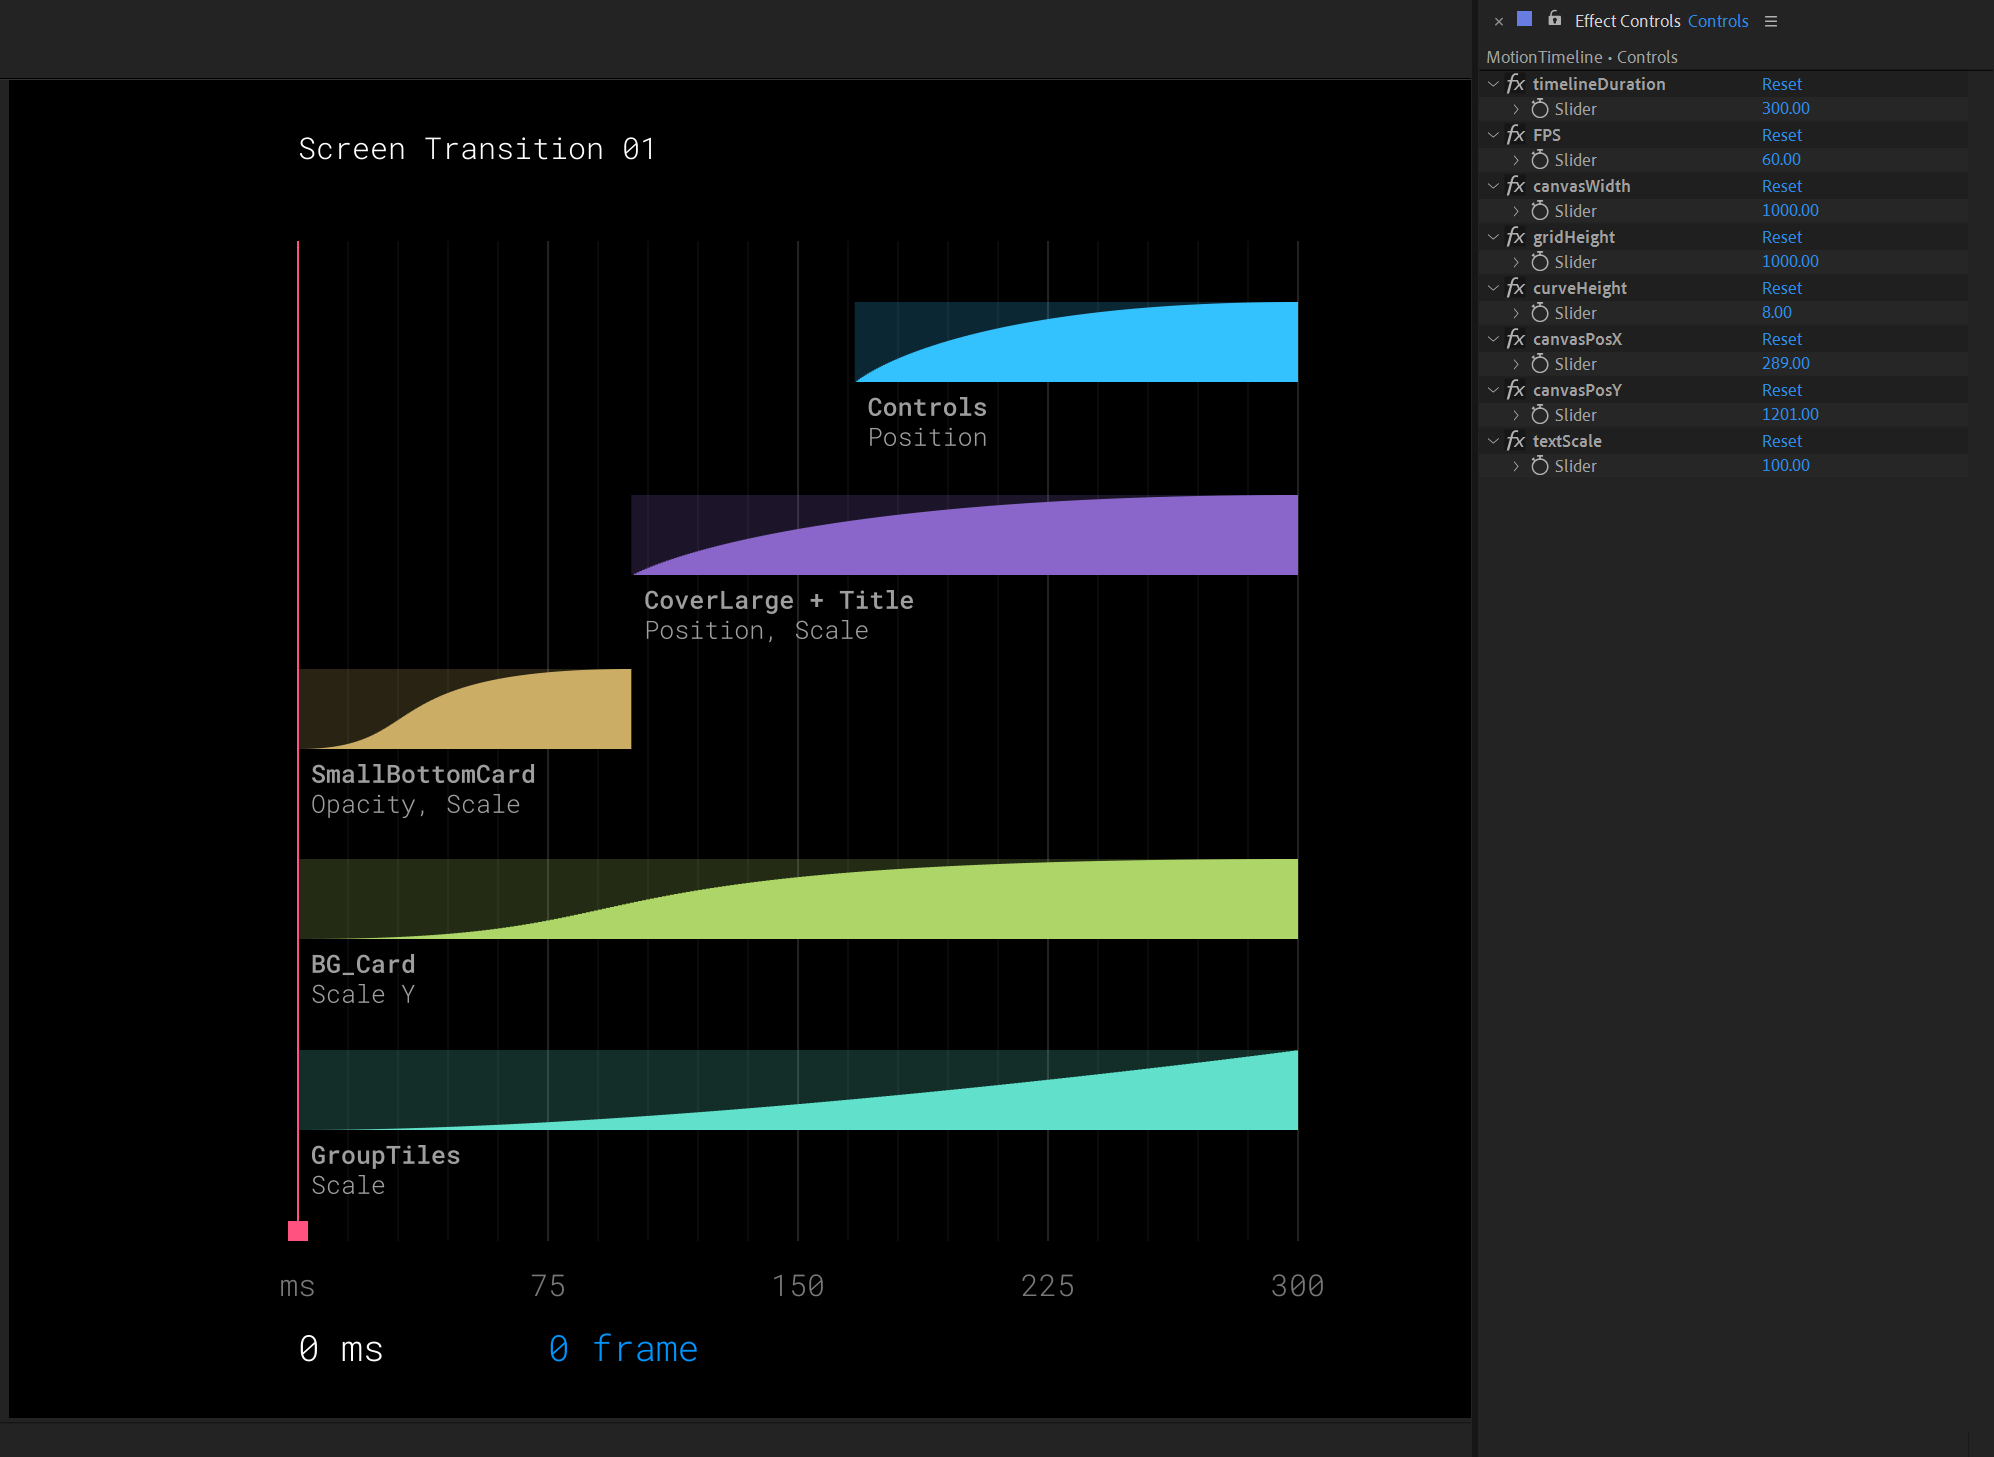 Screen Transition 01
Controls
Position
CoverLarge + Title
Position, Scale
SmallBottomCard
Opacity, Scale
BG_Card
Scale Y
GroupTiles
Scale
ms 75 150 225 300
0 ms 0 frame
Effect Controls Controls
MotionTimeline • Controls
fx timelineDuration Reset
Slider 300.00
fx FPS Reset
Slider 60.00
fx canvasWidth Reset
Slider 1000.00
fx gridHeight Reset
Slider 1000.00
fx curveHeight Reset
Slider 8.00
fx canvasPosX Reset
Slider 289.00
fx canvasPosY Reset
Slider 1201.00
fx textScale Reset
Slider 100.00